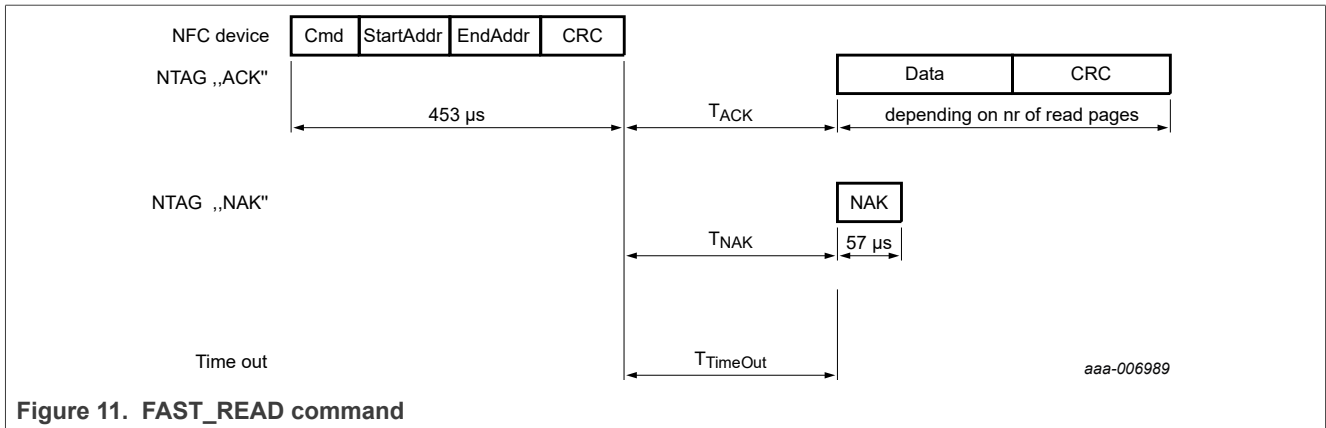 NFC device Cmd StartAddr EndAddr CRC
NTAG ,,ACK" Data CRC
453 µs TACK depending on nr of read pages
NTAG ,,NAK" NAK
TNAK 57 µs
Time out TTimeOut aaa-006989
Figure 11. FAST_READ command